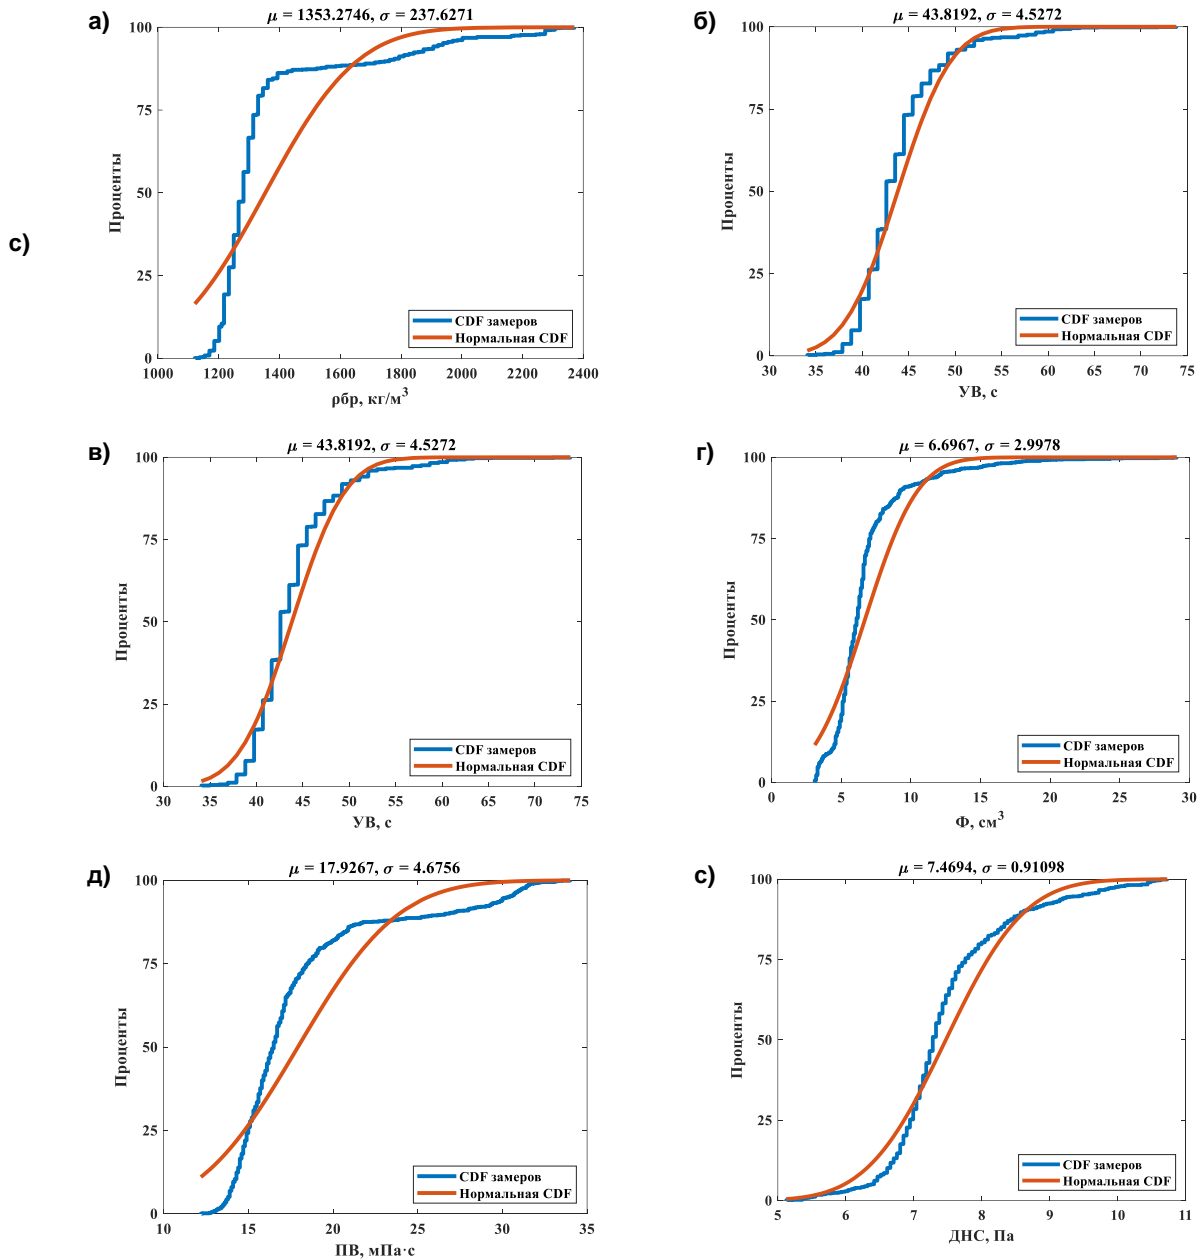 а)
μ = 1353.2746, σ = 237.6271
100
75
50
25
0
Проценты
1000 1200 1400 1600 1800 2000 2200 2400
ρбр, кг/м³
CDF замеров
Нормальная CDF
б)
μ = 43.8192, σ = 4.5272
100
75
50
25
0
Проценты
30 35 40 45 50 55 60 65 70 75
УВ, с
CDF замеров
Нормальная CDF
с)
в)
μ = 43.8192, σ = 4.5272
100
75
50
25
0
Проценты
30 35 40 45 50 55 60 65 70 75
УВ, с
CDF замеров
Нормальная CDF
г)
μ = 6.6967, σ = 2.9978
100
75
50
25
0
Проценты
0 5 10 15 20 25 30
Ф, см³
CDF замеров
Нормальная CDF
д)
μ = 17.9267, σ = 4.6756
100
75
50
25
0
Проценты
10 15 20 25 30 35
ПВ, мПа·с
CDF замеров
Нормальная CDF
с)
μ = 7.4694, σ = 0.91098
100
75
50
25
0
Проценты
5 6 7 8 9 10 11
ДНС, Па
CDF замеров
Нормальная CDF